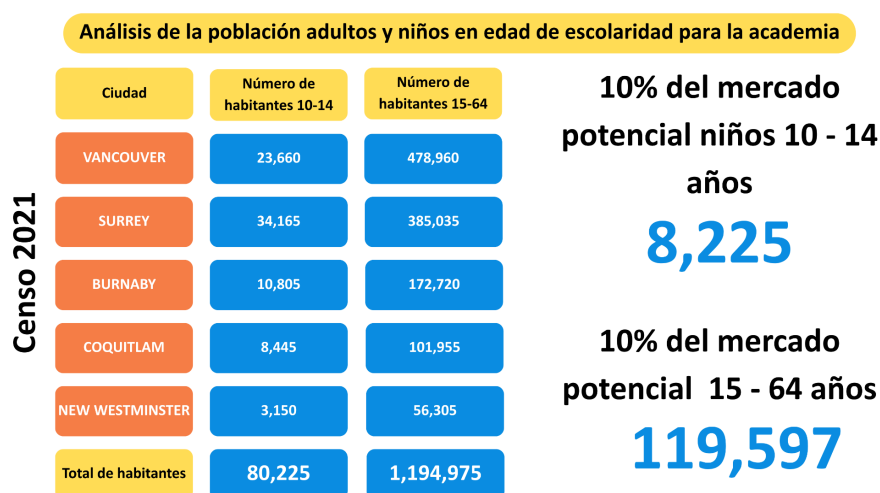 Análisis de la población adultos y niños en edad de escolaridad para la academia
Censo 2021
Ciudad
Número de
habitantes 10-14
Número de
habitantes 15-64
VANCOUVER
23,660
478,960
SURREY
34,165
385,035
BURNABY
10,805
172,720
COQUITLAM
8,445
101,955
NEW WESTMINSTER
3,150
56,305
Total de habitantes
80,225
1,194,975
10% del mercado
potencial niños 10 - 14
años
8,225
10% del mercado
potencial 15 - 64 años
119,597